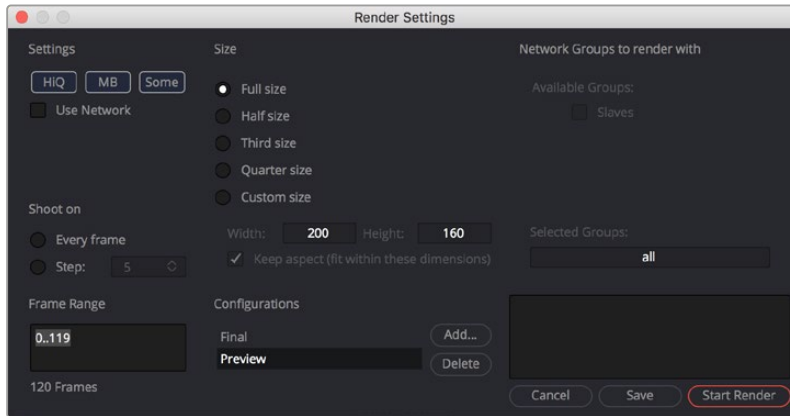 Render Settings
Settings
HiQ MB Some
Use Network
Shoot on
Every frame
Step: 5
Frame Range
0..119
120 Frames
Size
Full size
Half size
Third size
Quarter size
Custom size
Width: 200 Height: 160
Keep aspect (fit within these dimensions)
Configurations
Final
Preview
Add...
Delete
Network Groups to render with
Available Groups:
Slaves
Selected Groups:
all
Cancel Save Start Render